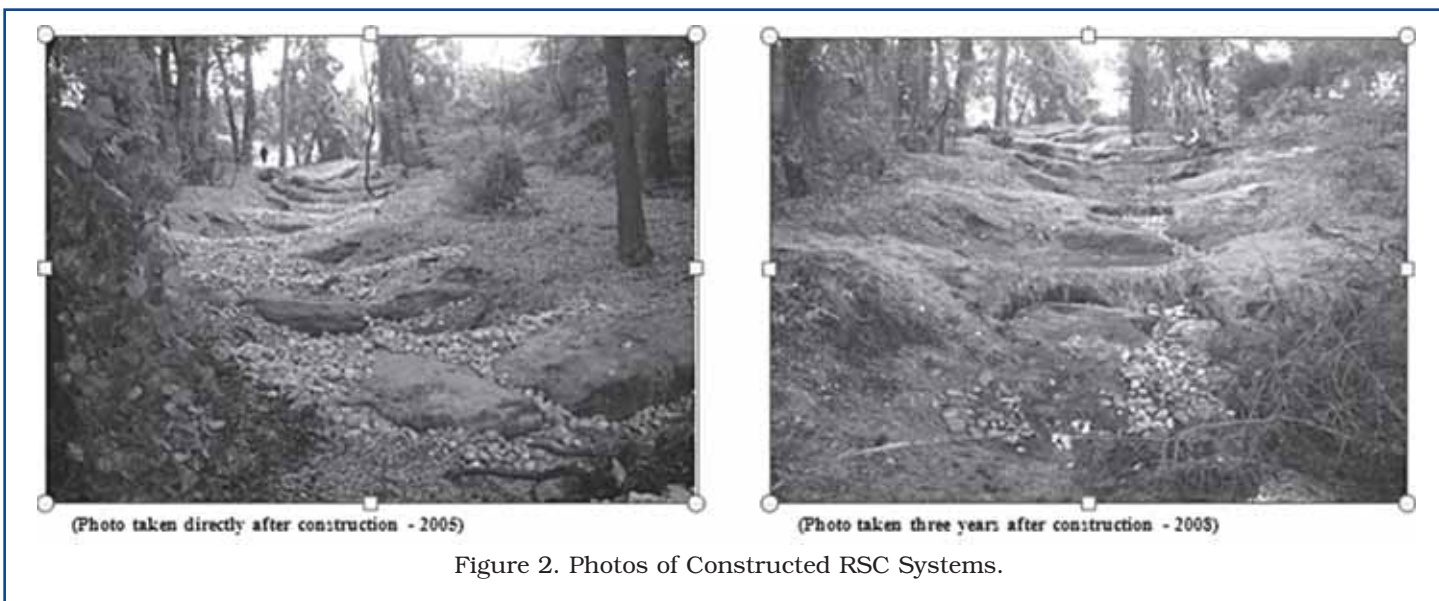 (Photo taken directly after construction - 2005)
(Photo taken three years after construction - 2008)
Figure 2. Photos of Constructed RSC Systems.